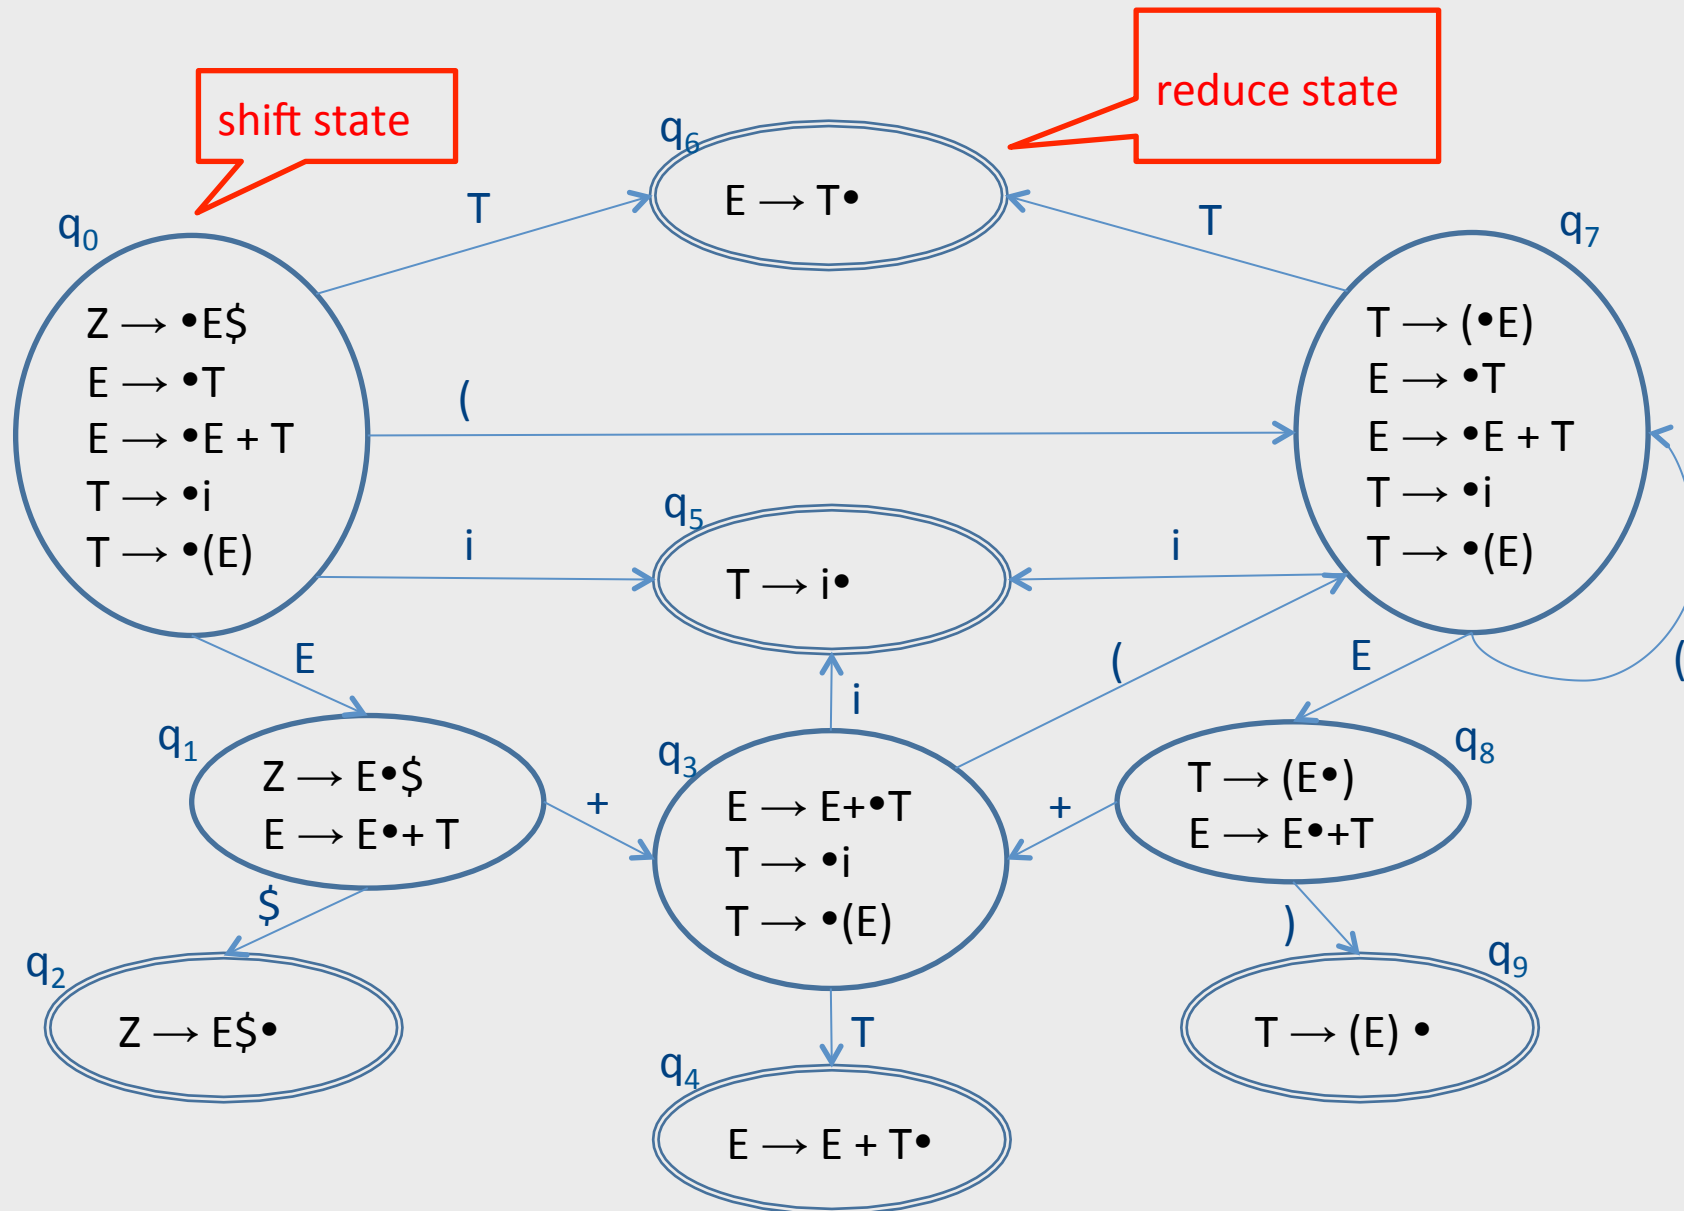 shift state
reduce state
q₆
E → T•
T
T
q₀
q₇
Z → •E$
E → •T
E → •E + T
T → •i
T → •(E)
T → (•E)
E → •T
E → •E + T
T → •i
T → •(E)
(
q₅
T → i•
i
i
E
i
(
E
(
q₁
Z → E•$
E → E•+ T
+
q₃
E → E+•T
T → •i
T → •(E)
+
q₈
T → (E•)
E → E•+T
$
)
q₂
Z → E$•
T
q₉
T → (E) •
q₄
E → E + T•